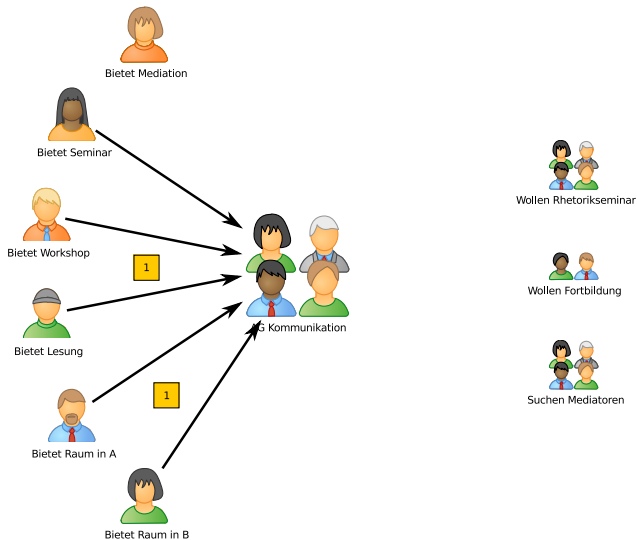 Bietet Mediation
Bietet Seminar
Wollen Rhetorikseminar
Bietet Workshop
1
Wollen Fortbildung
AG Kommunikation
Bietet Lesung
Suchen Mediatoren
1
Bietet Raum in A
Bietet Raum in B